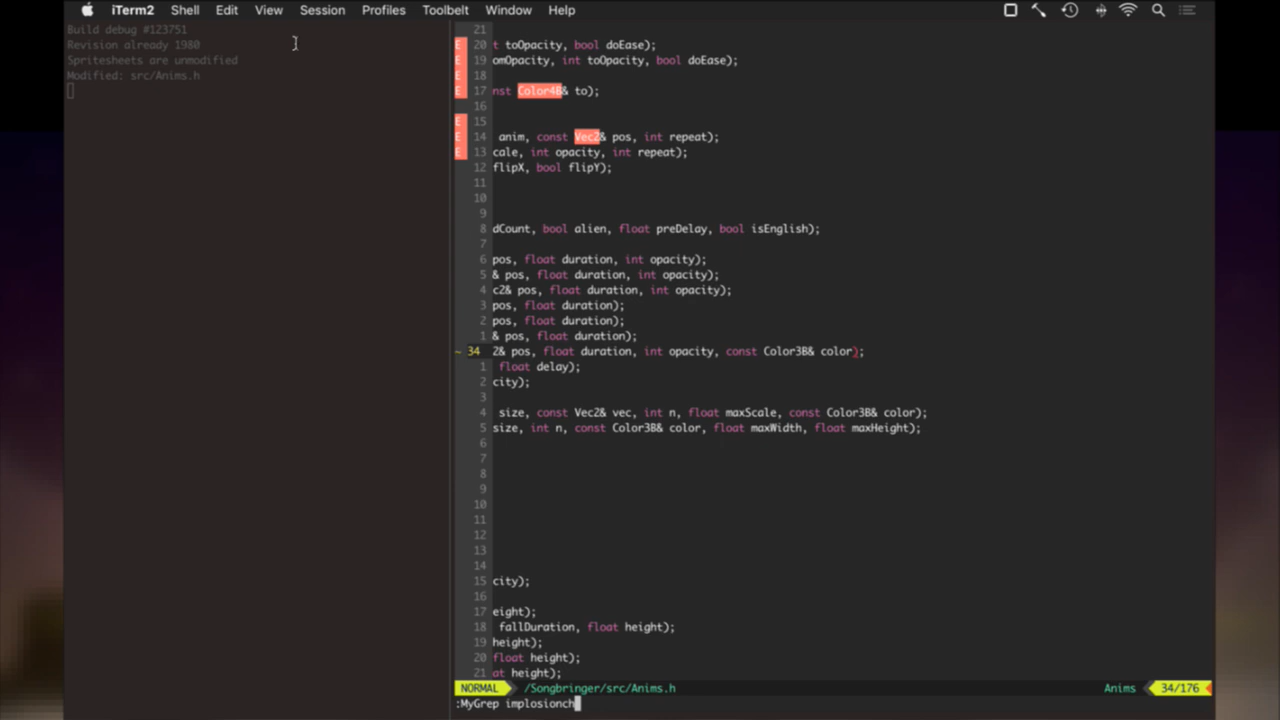 iTerm2 Shell Edit View Session Profiles Toolbelt Window Help
Build debug #123751
Revision already 1980
Spritesheets are unmodified
Modified: src/Anims.h
21
E 20 t toOpacity, bool doEase);
E 19 omOpacity, int toOpacity, bool doEase);
E 18
E 17 nst Color4B& to);
16
E 15
E 14 anim, const Vec2& pos, int repeat);
E 13 cale, int opacity, int repeat);
12 flipX, bool flipY);
11
10
9
8 dCount, bool alien, float preDelay, bool isEnglish);
7
6 pos, float duration, int opacity);
5 & pos, float duration, int opacity);
4 c2& pos, float duration, int opacity);
3 pos, float duration);
2 pos, float duration);
1 & pos, float duration);
~ 34 2& pos, float duration, int opacity, const Color3B& color);
1 float delay);
2 city);
3
4 size, const Vec2& vec, int n, float maxScale, const Color3B& color);
5 size, int n, const Color3B& color, float maxWidth, float maxHeight);
6
7
8
9
10
11
12
13
14
15 city);
16
17 eight);
18 fallDuration, float height);
19 height);
20 float height);
21 at height);
NORMAL /Songbringer/src/Anims.h Anims 34/176
:MyGrep implosionch